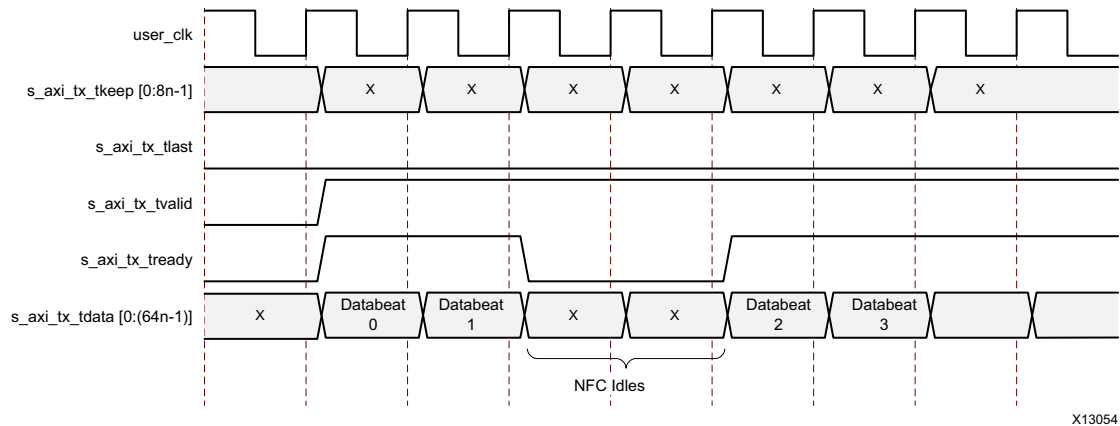 user_clk
s_axi_tx_tkeep [0:8n-1]
X X X X X X X
s_axi_tx_tlast
s_axi_tx_tvalid
s_axi_tx_tready
s_axi_tx_tdata [0:(64n-1)]
X Databeat 0 Databeat 1 X X Databeat 2 Databeat 3
NFC Idles
X13054